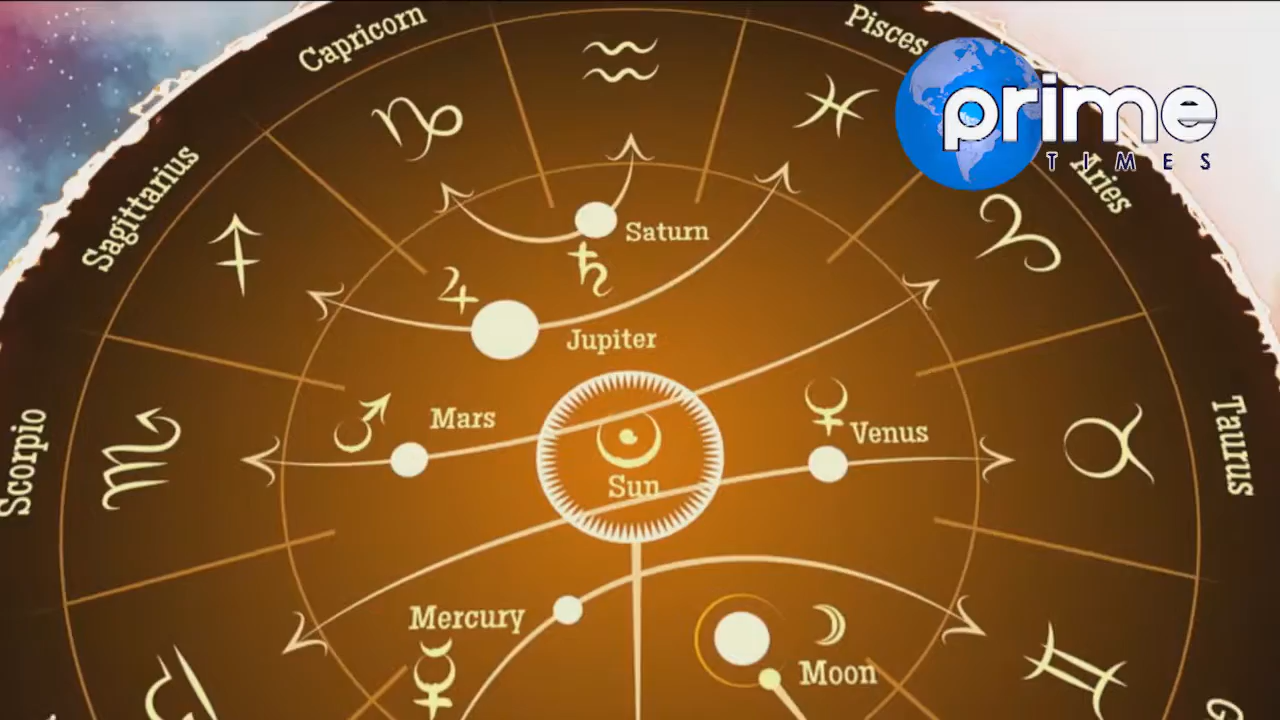 Capricorn
Pisces
prime
TIMES
Sagittarius
Aries
Saturn
Jupiter
Scorpio
Mars
Venus
Taurus
Sun
Mercury
Moon